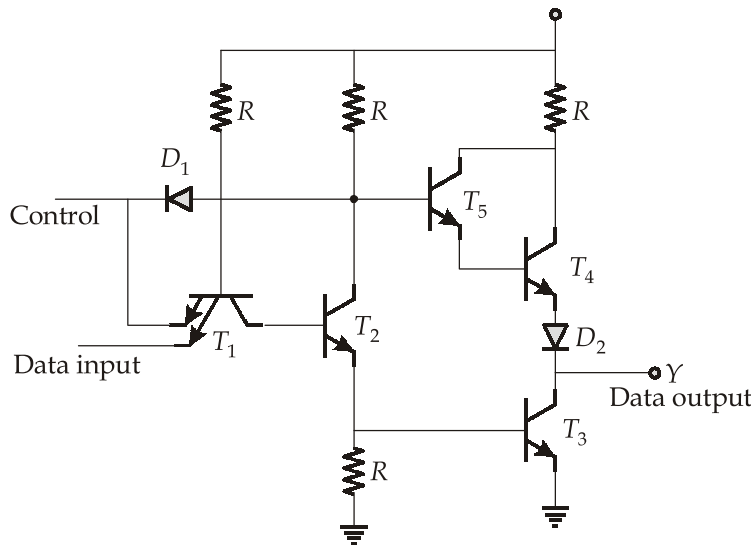 R
R
R
D1
Control
T5
T4
T1
T2
D2
Data input
Y
Data output
T3
R